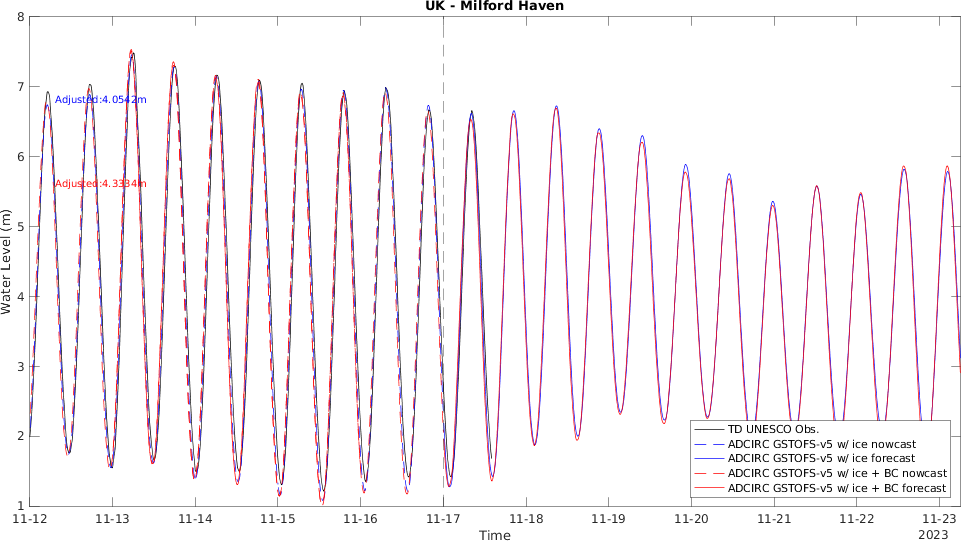 UK - Milford Haven
8
7
6
5
4
3
2
1
Water Level (m)
Adjusted:4.0542m
Adjusted:4.3334m
TD UNESCO Obs.
ADCIRC GSTOFS-v5 w/ ice nowcast
ADCIRC GSTOFS-v5 w/ ice forecast
ADCIRC GSTOFS-v5 w/ ice + BC nowcast
ADCIRC GSTOFS-v5 w/ ice + BC forecast
11-12 11-13 11-14 11-15 11-16 11-17 11-18 11-19 11-20 11-21 11-22 11-23
Time
2023